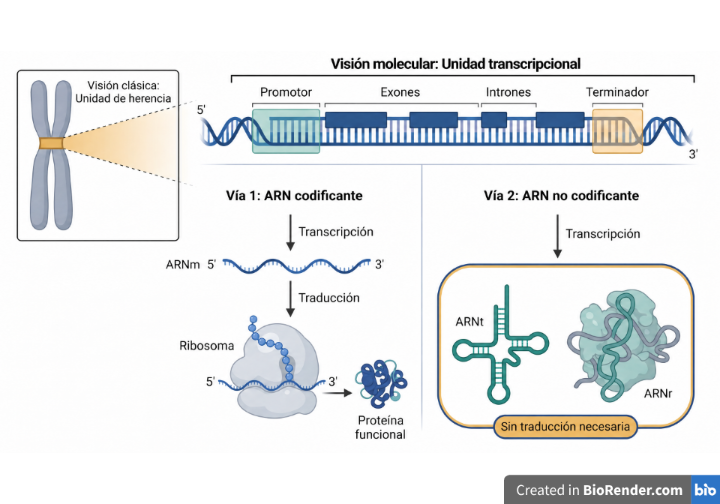 Visión molecular: Unidad transcripcional
Visión clásica:
Unidad de herencia
Promotor
Exones
Intrones
Terminador
5'
3'
Vía 1: ARN codificante
Transcripción
ARNm 5' 3'
Traducción
Ribosoma
5' 3'
Proteína
funcional
Vía 2: ARN no codificante
Transcripción
ARNt
ARNr
Sin traducción necesaria
Created in BioRender.com bio